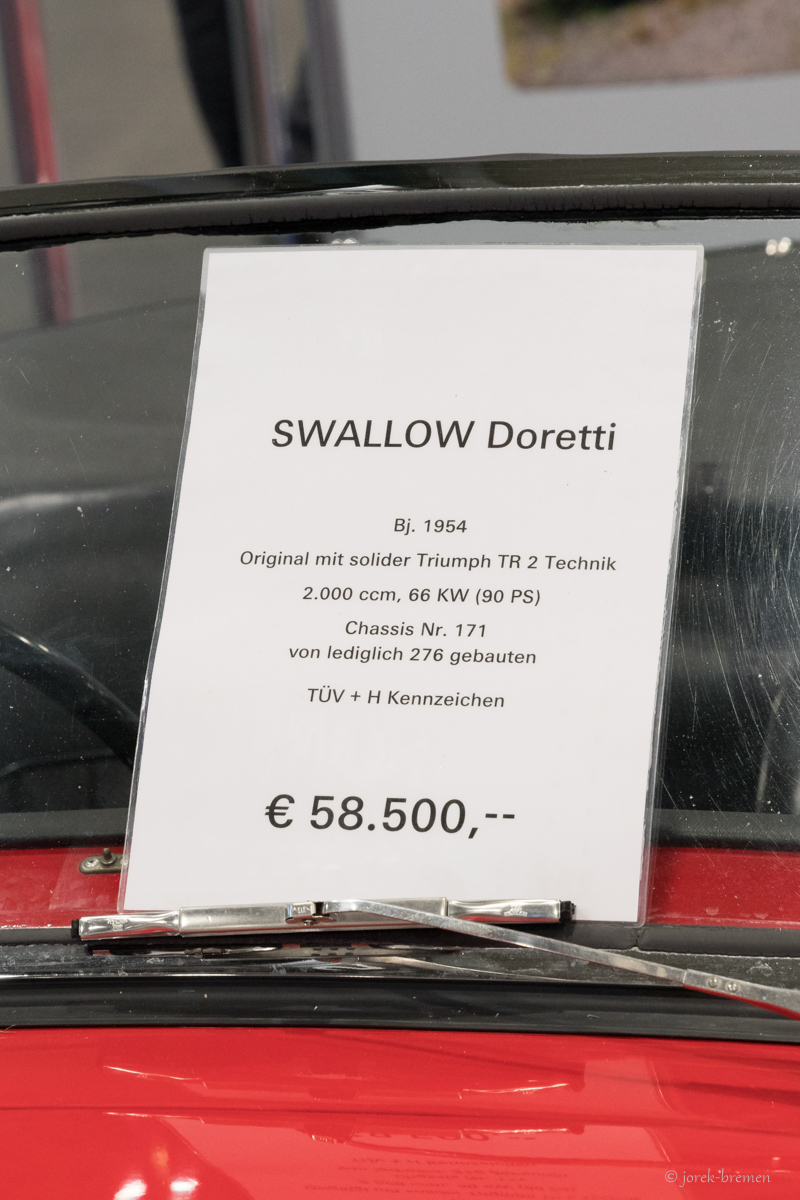 SWALLOW Doretti
Bj. 1954
Original mit solider Triumph TR 2 Technik
2.000 ccm, 66 KW (90 PS)
Chassis Nr. 171
von lediglich 276 gebauten
TÜV + H Kennzeichen
€ 58.500,--
© jorek-bremen